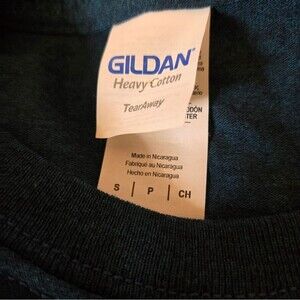 GILDAN®
Heavy Cotton
TearAway
Made in Nicaragua
Fabriqué au Nicaragua
Hecho en Nicaragua
S | P | CH